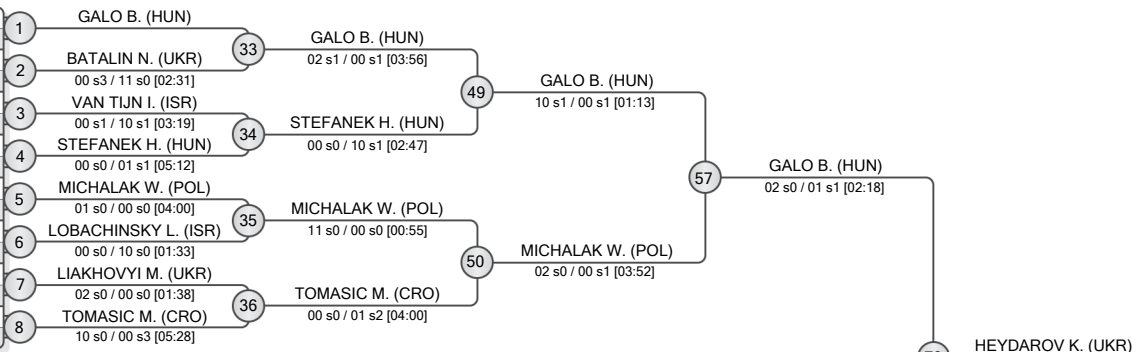 1
GALO B. (HUN)
2
BATALIN N. (UKR)
00 s3 / 11 s0 [02:31]
3
VAN TIJN I. (ISR)
00 s1 / 10 s1 [03:19]
4
STEFANEK H. (HUN)
00 s0 / 01 s1 [05:12]
5
MICHALAK W. (POL)
01 s0 / 00 s0 [04:00]
6
LOBACHINSKY L. (ISR)
00 s0 / 10 s0 [01:33]
7
LIAKHOVYI M. (UKR)
02 s0 / 00 s0 [01:38]
8
TOMASIC M. (CRO)
10 s0 / 00 s3 [05:28]
33
GALO B. (HUN)
02 s1 / 00 s1 [03:56]
34
STEFANEK H. (HUN)
00 s0 / 10 s1 [02:47]
35
MICHALAK W. (POL)
11 s0 / 00 s0 [00:55]
36
TOMASIC M. (CRO)
00 s0 / 01 s2 [04:00]
49
GALO B. (HUN)
10 s1 / 00 s1 [01:13]
50
MICHALAK W. (POL)
02 s0 / 00 s1 [03:52]
57
GALO B. (HUN)
02 s0 / 01 s1 [02:18]
HEYDAROV K. (UKR)